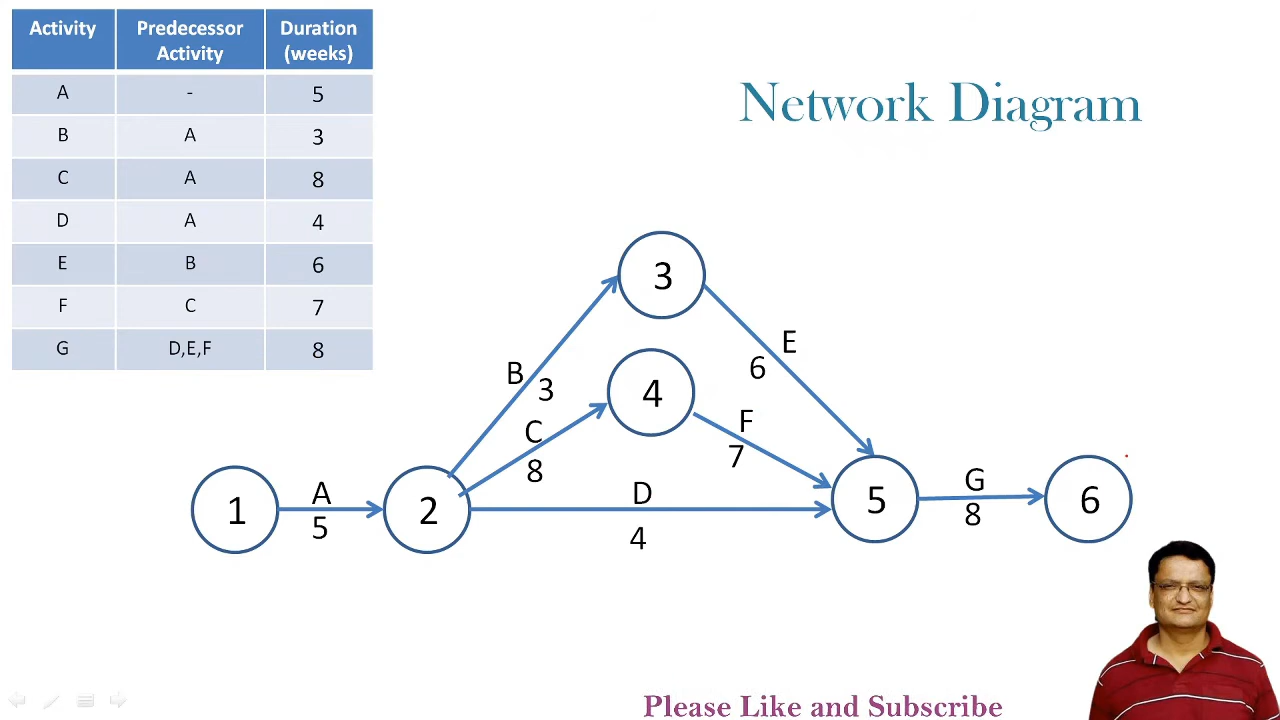 Activity Predecessor Activity Duration (weeks)
A - 5
B A 3
C A 8
D A 4
E B 6
F C 7
G D,E,F 8
Network Diagram
3
E
6
B
3
4
C
8
F
7
1
A
5
2
D
4
5
G
8
6
Please Like and Subscribe